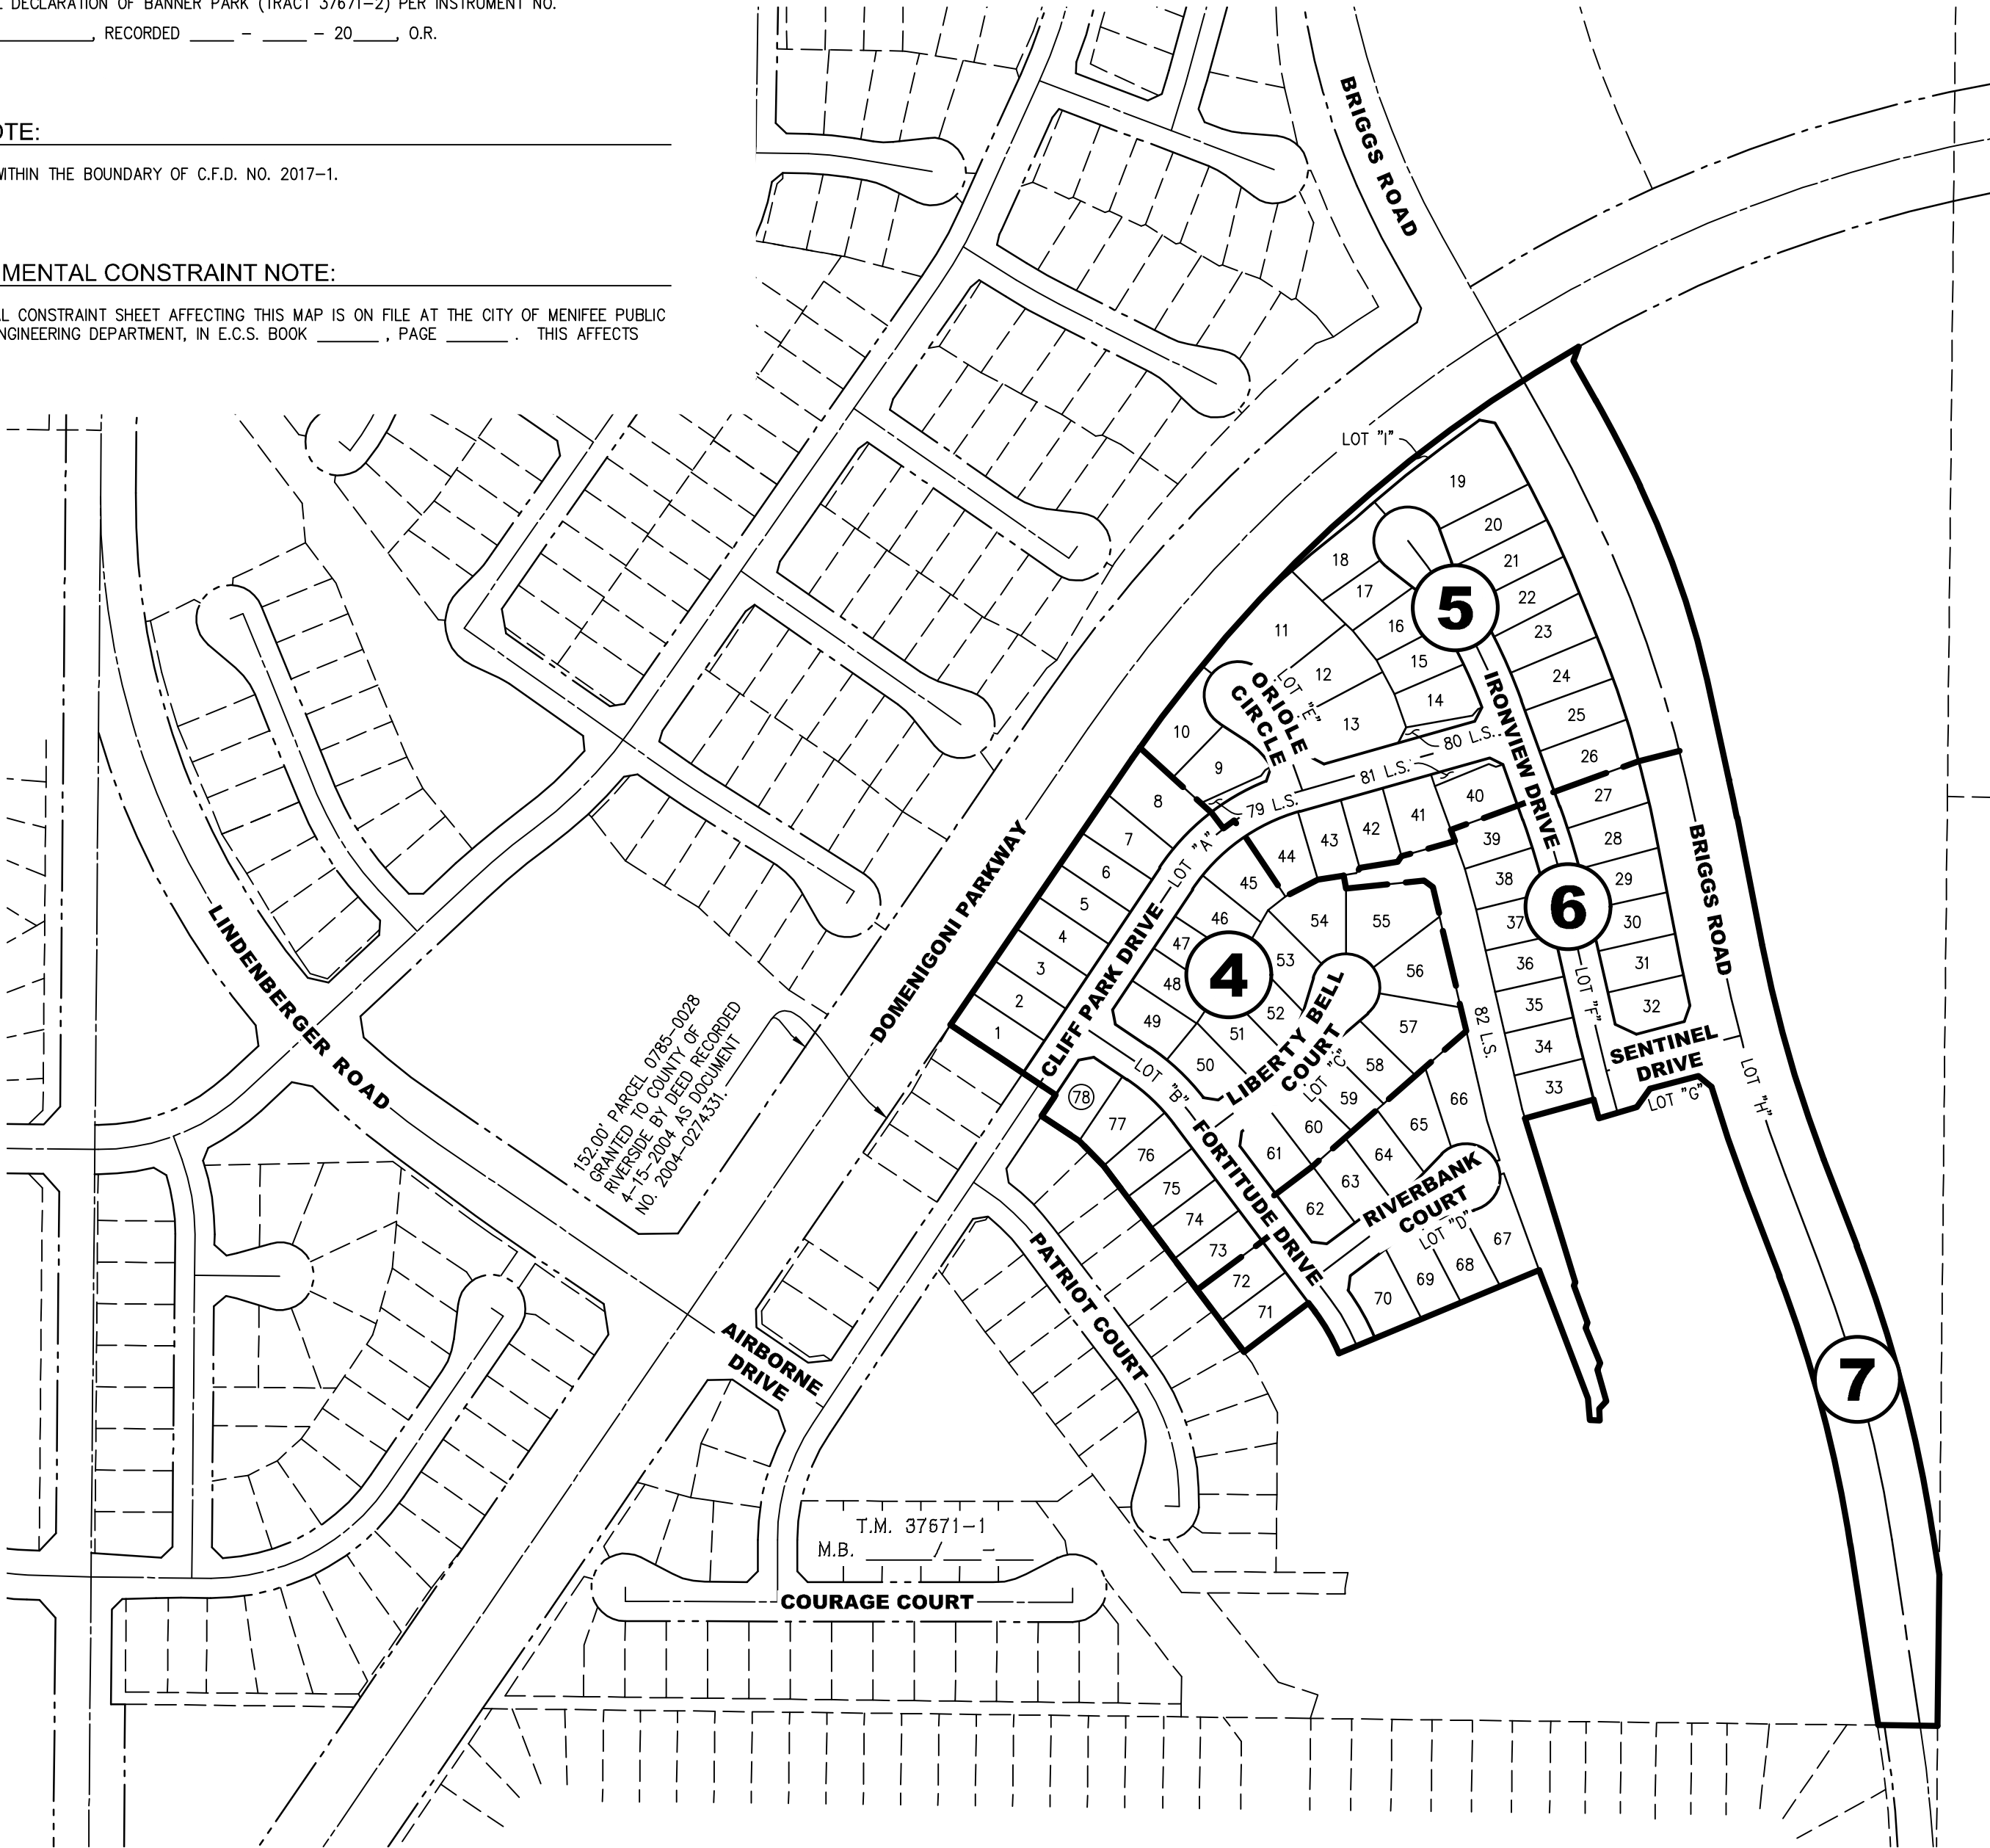 DECLARATION OF BANNER PARK (TRACT 37671-2) PER INSTRUMENT NO.
, RECORDED ____ - ____ - 20____, O.R.
OTE:
WITHIN THE BOUNDARY OF C.F.D. NO. 2017-1.
MENTAL CONSTRAINT NOTE:
L CONSTRAINT SHEET AFFECTING THIS MAP IS ON FILE AT THE CITY OF MENIFEE PUBLIC
NGINEERING DEPARTMENT, IN E.C.S. BOOK ______ , PAGE ______ . THIS AFFECTS
BRIGGS ROAD
LOT "I"
19
20
21
22
23
24
25
26
18
17
16
15
14
5
11
12
13
10
9
LOT "E"
ORIOLE
CIRCLE
IRONVIEW DRIVE
80 L.S.
81 L.S.
79 L.S.
8
7
6
5
4
3
2
1
LOT "A"
CLIFF PARK DRIVE
DOMENIGONI PARKWAY
40
41
42
43
44
45
46
47
48
49
50
51
52
53
54
55
56
57
58
59
60
61
62
63
64
65
66
67
68
69
70
71
72
73
74
75
76
77
78
4
LIBERTY BELL
COURT
LOT "C"
LOT "B"
FORTITUDE DRIVE
RIVERBANK
COURT
LOT "D"
82 L.S.
27
28
29
30
31
32
39
38
37
36
35
34
33
6
LOT "F"
SENTINEL
DRIVE
LOT "G"
BRIGGS ROAD
LOT "H"
7
LINDENBERGER ROAD
152.00' PARCEL 0785-0028
GRANTED TO COUNTY OF
RIVERSIDE BY DEED RECORDED
4-15-2004 AS DOCUMENT
NO. 2004-0274331.
AIRBORNE
DRIVE
PATRIOT COURT
T.M. 37671-1
M.B. ______/ - ____
COURAGE COURT